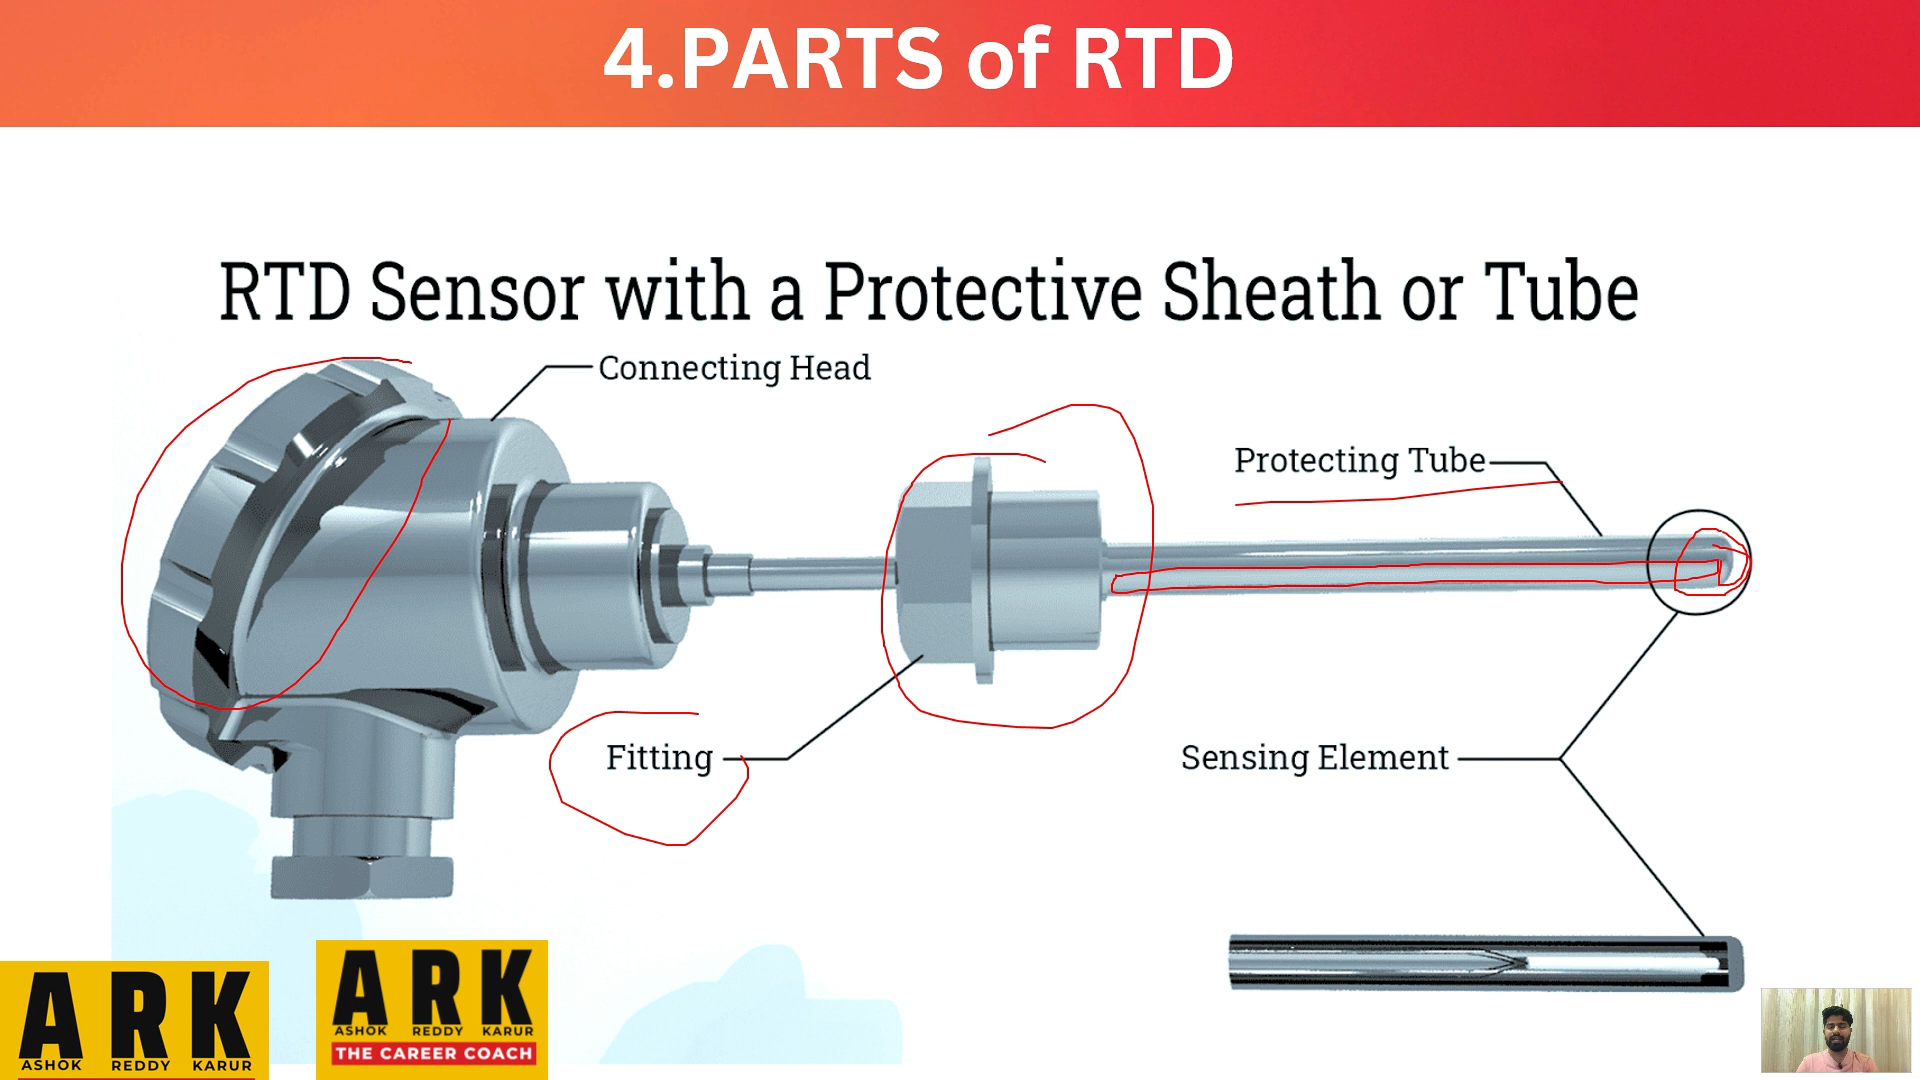 4.PARTS of RTD
RTD Sensor with a Protective Sheath or Tube
Connecting Head
Protecting Tube
Fitting
Sensing Element
ARK
ASHOK REDDY KARUR
ARK
ASHOK REDDY KARUR
THE CAREER COACH